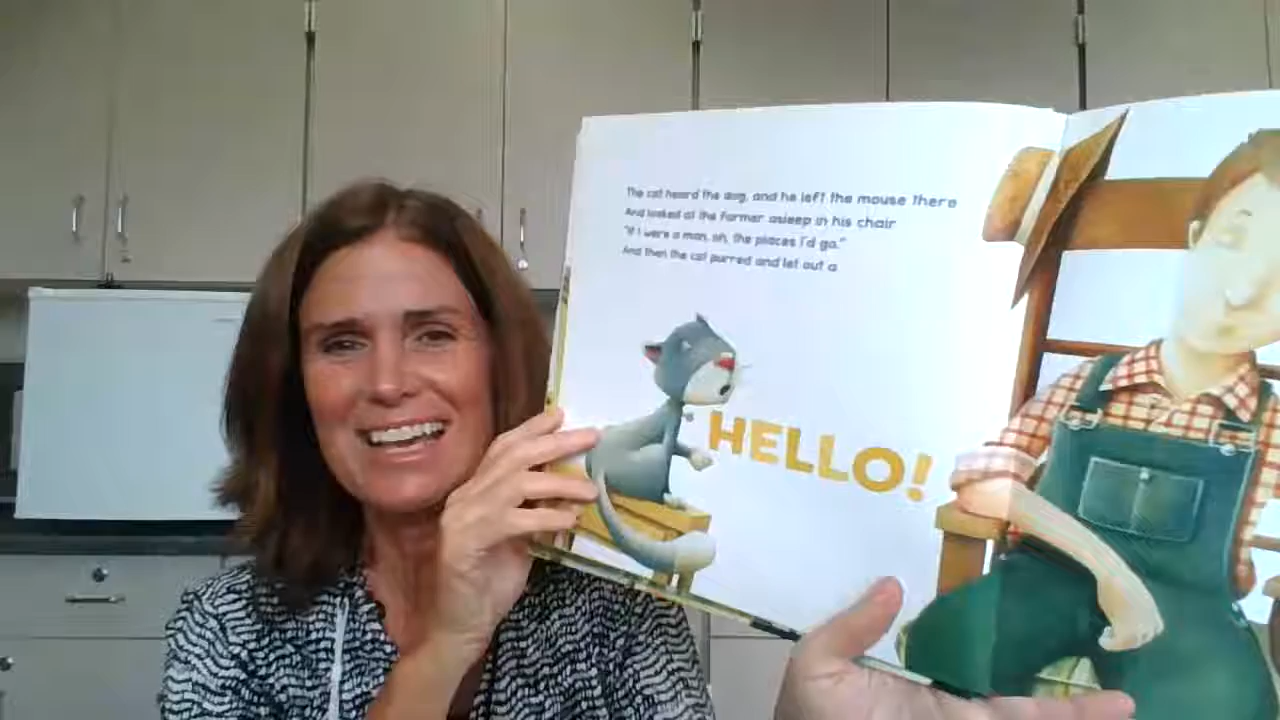 The cat heard the dog, and he left the mouse there
And looked at the farmer asleep in his chair
"If I were a man, oh, the places I'd go."
And then the cat purred and let out a
HELLO!